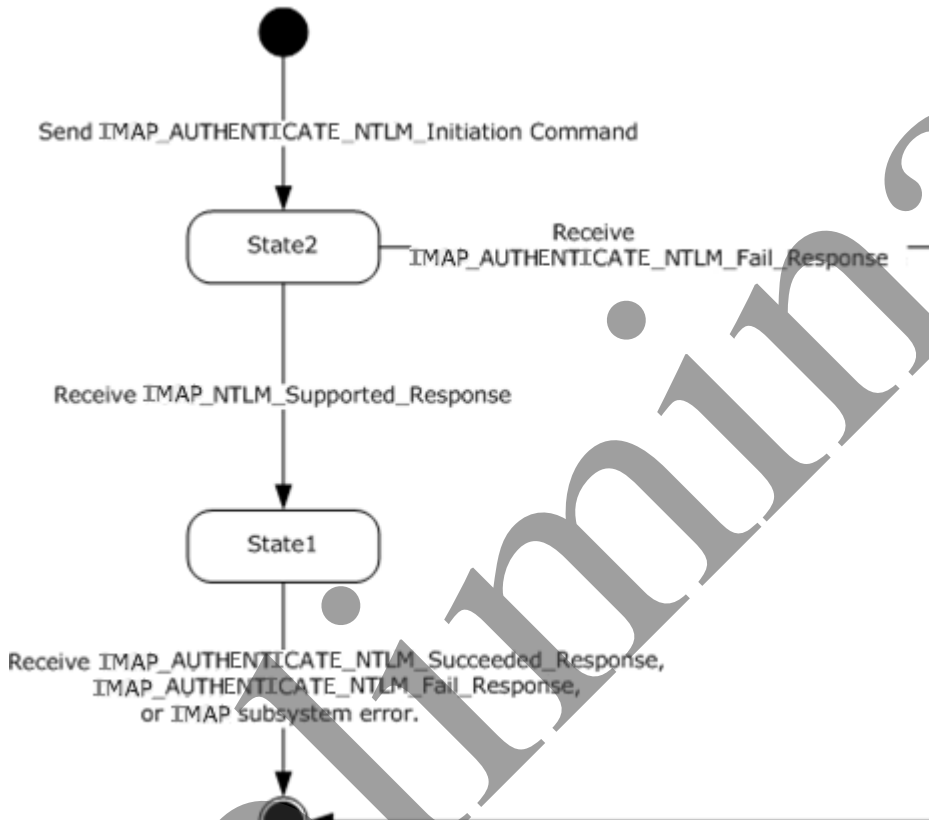 Send IMAP_AUTHENTICATE_NTLM_Initiation Command
State2
Receive
IMAP_AUTHENTICATE_NTLM_Fail_Response
Receive IMAP_NTLM_Supported_Response
State1
Receive IMAP_AUTHENTICATE_NTLM_Succeeded_Response,
IMAP_AUTHENTICATE_NTLM_Fail_Response,
or IMAP subsystem error.